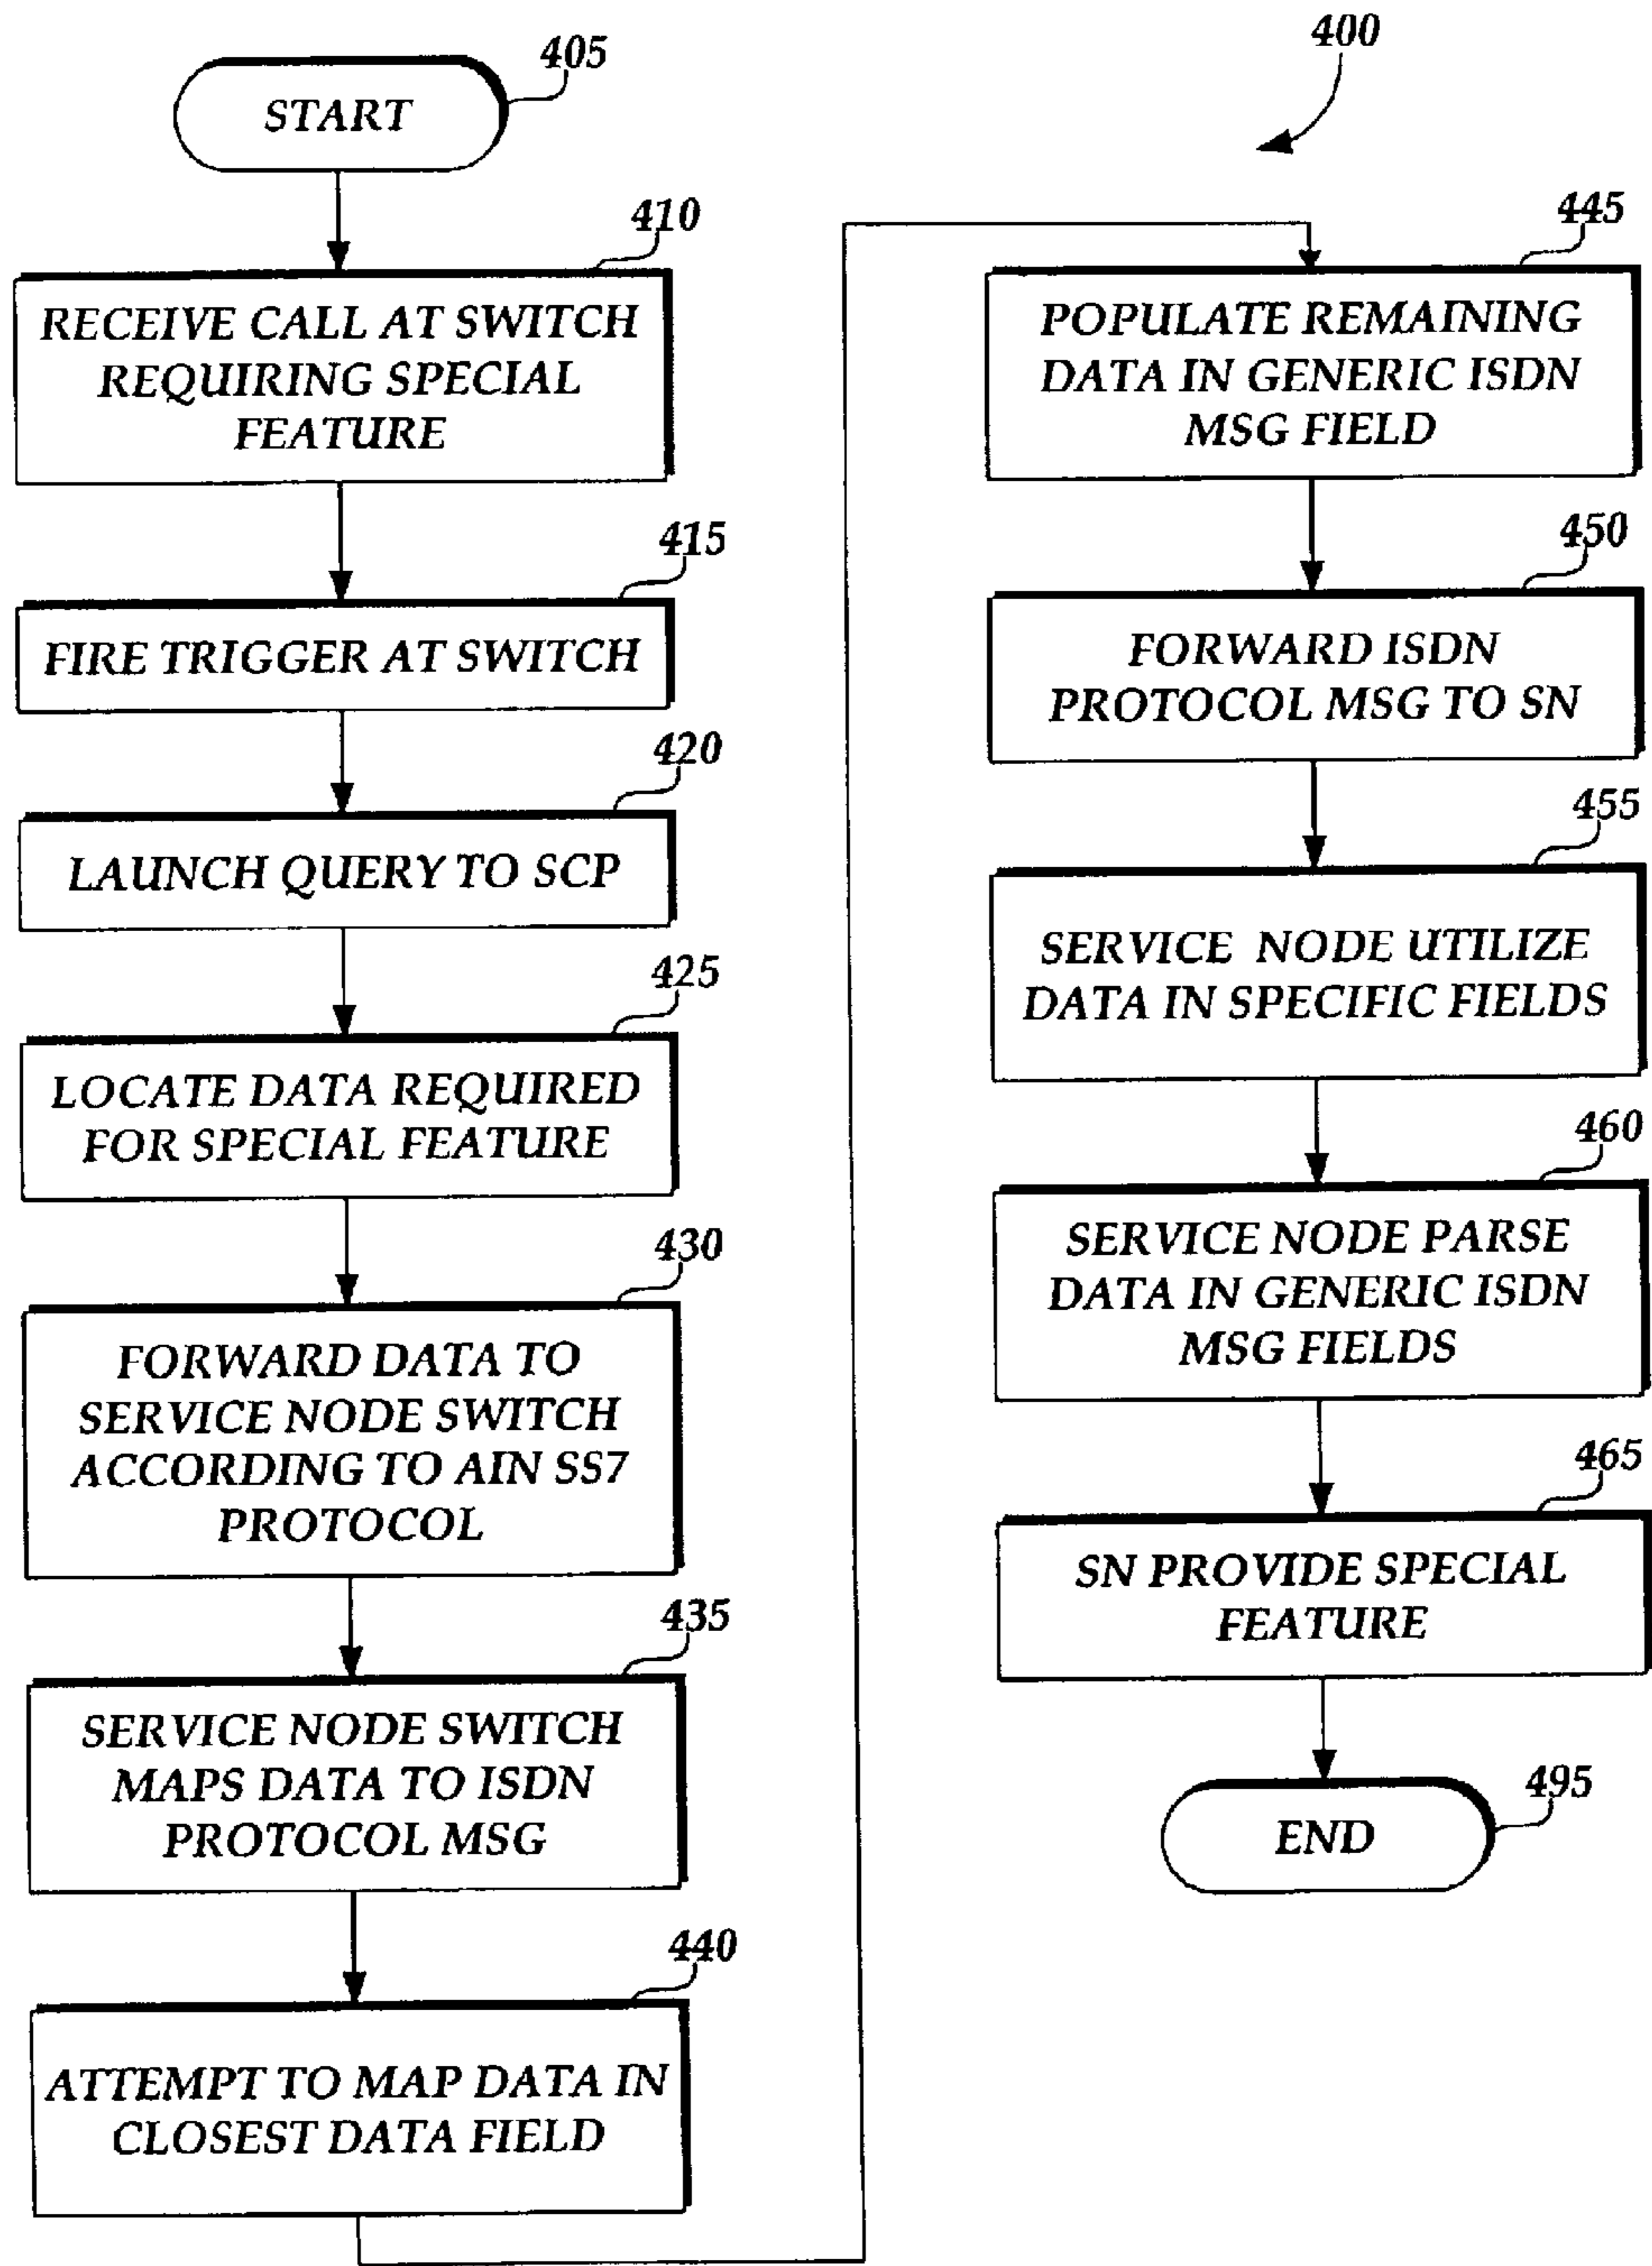 400
405
START
410
RECEIVE CALL AT SWITCH
REQUIRING SPECIAL
FEATURE
415
FIRE TRIGGER AT SWITCH
420
LAUNCH QUERY TO SCP
425
LOCATE DATA REQUIRED
FOR SPECIAL FEATURE
430
FORWARD DATA TO
SERVICE NODE SWITCH
ACCORDING TO AIN SS7
PROTOCOL
435
SERVICE NODE SWITCH
MAPS DATA TO ISDN
PROTOCOL MSG
440
ATTEMPT TO MAP DATA IN
CLOSEST DATA FIELD
445
POPULATE REMAINING
DATA IN GENERIC ISDN
MSG FIELD
450
FORWARD ISDN
PROTOCOL MSG TO SN
455
SERVICE NODE UTILIZE
DATA IN SPECIFIC FIELDS
460
SERVICE NODE PARSE
DATA IN GENERIC ISDN
MSG FIELDS
465
SN PROVIDE SPECIAL
FEATURE
495
END